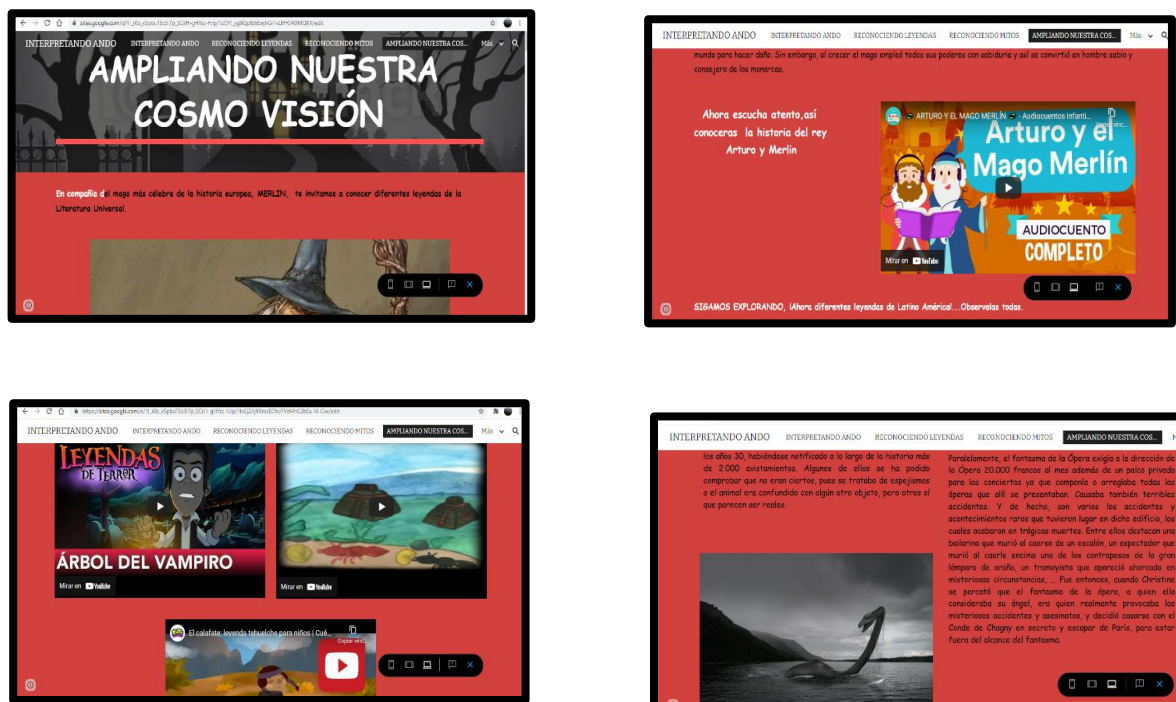 INTERPRETANDO ANDO INTERPRETANDO ANDO RECONOCIENDO LEYENDAS RECONOCIENDO MITOS AMPLIANDO NUESTRA COS... Más
AMPLIANDO NUESTRA
COSMO VISIÓN
En compañia del mago más célebre de la historia europea, MERLIN, te invitamos a conocer diferentes leyendas de la
Literatura Universal.
INTERPRETANDO ANDO INTERPRETANDO ANDO RECONOCIENDO LEYENDAS RECONOCIENDO MITOS AMPLIANDO NUESTRA COS... Más
mundo para hacer daño. Sin embargo, al crecer el mago empleó todos sus poderes con sabiduría y así se convirtió en hombre sabio y
consejero de los monarcas.
Ahora escucha atento,así
conoceras la historia del rey
Arturo y Merlin
ARTURO Y EL MAGO MERLÍN - Audiocuentos Infanti...
Arturo y el
Mago Merlín
AUDIOCUENTO
COMPLETO
Mirar en YouTube
SIGAMOS EXPLORANDO, ¡Ahora diferentes leyendas de Latino América!...Observalas todas.
INTERPRETANDO ANDO INTERPRETANDO ANDO RECONOCIENDO LEYENDAS RECONOCIENDO MITOS AMPLIANDO NUESTRA COS... Más
LEYENDAS
DE TERROR
ÁRBOL DEL VAMPIRO
Mirar en YouTube
Mirar en YouTube
El calafate: leyenda tehuelche para niños | Cué...
Copiar vínc...
INTERPRETANDO ANDO INTERPRETANDO ANDO RECONOCIENDO LEYENDAS RECONOCIENDO MITOS AMPLIANDO NUESTRA COS...
los años 30, habiéndose notificado a lo largo de la historia más
de 2.000 avistamientos. Algunos de ellos se ha podido
comprobar que no eran ciertos, pues se trataba de espejismos
o el animal era confundido con algún otro objeto, pero otros sí
que parecen ser reales.
Paralelamente, el fantasma de la Ópera exigía a la dirección de
la Ópera 20.000 francos al mes además de un palco privado
para los conciertos ya que componía o arreglaba todas las
óperas que allí se presentaban. Causaba también terribles
accidentes. Y de hecho, son varios los accidentes y
acontecimientos raros que tuvieron lugar en dicho edificio, los
cuales acabaron en trágicas muertes. Entre ellos destacan una
bailarina que murió al caerse de un escalón, un espectador que
murió al caerle encima uno de los contrapesos de la gran
lámpara de araña, un tramoyista que apareció ahorcado en
misteriosas circunstancias, ... Fue entonces, cuando Christine
se percató que el fantasma de la ópera, a quien ella
consideraba su ángel, era quien realmente provocaba los
misteriosos accidentes y asesinatos, y decidió casarse con el
Conde de Chagny en secreto y escapar de París, para estar
fuera del alcance del fantasma.